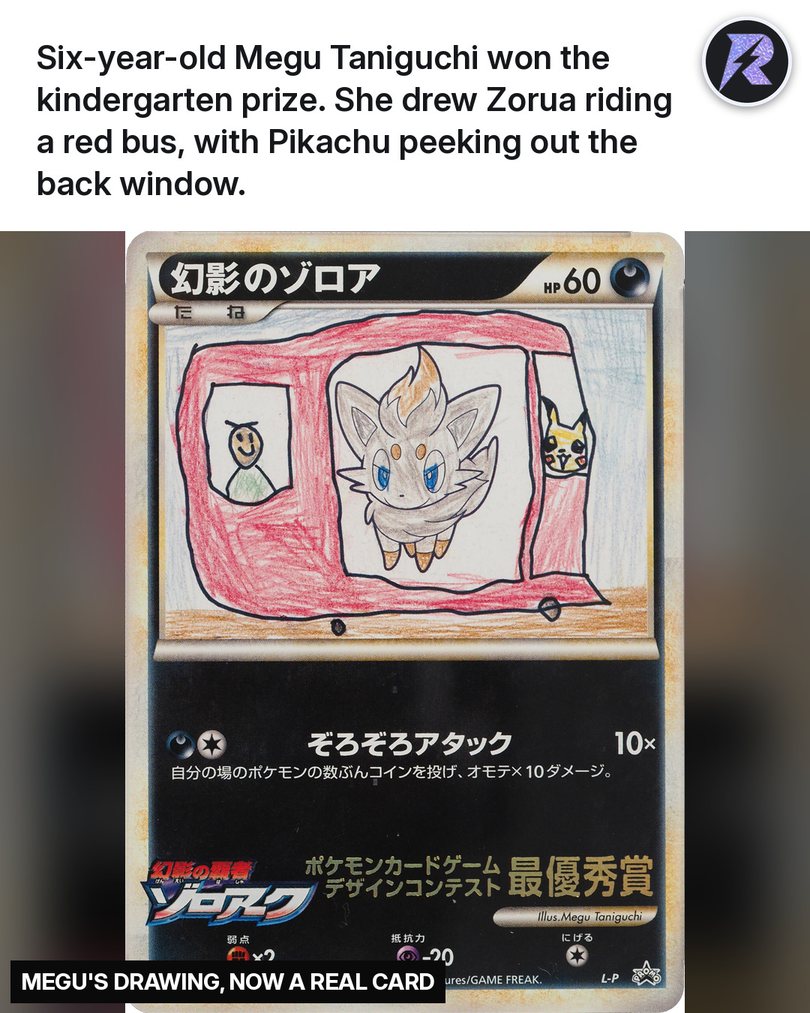 Six-year-old Megu Taniguchi won the
kindergarten prize. She drew Zorua riding
a red bus, with Pikachu peeking out the
back window.
R
幻影のゾロア
HP60
たね
ぞろぞろアタック 10×
自分の場のポケモンの数ぶんコインを投げ、オモテ×10ダメージ。
幻影の覇者
ゾロアーク
ポケモンカードゲーム
デザインコンテスト 最優秀賞
Illus. Megu Taniguchi
弱点 抵抗力 にげる
×2 -20
MEGU'S DRAWING, NOW A REAL CARD
ures/GAME FREAK. L-P PROMO